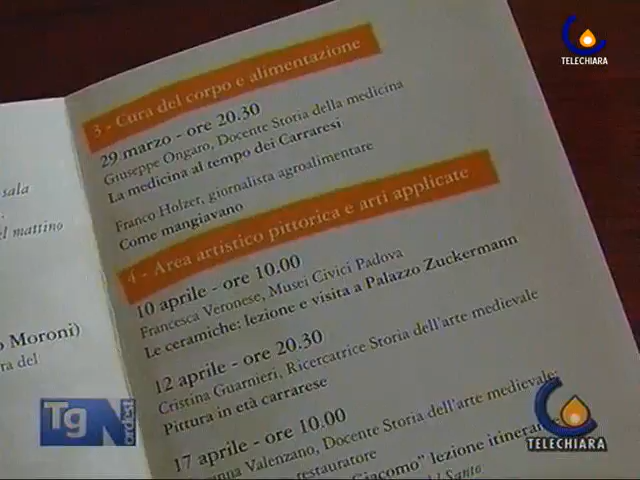 TELECHIARA
3 - Cura del corpo e alimentazione
29 marzo - ore 20.30
Giuseppe Ongaro, Docente Storia della medicina
La medicina al tempo dei Carraresi
Franco Holzer, giornalista agroalimentare
Come mangiavano
4 - Area artistico pittorica e arti applicate
10 aprile - ore 10.00
Francesca Veronese, Musei Civici Padova
Le ceramiche: lezione e visita a Palazzo Zuckermann
12 aprile - ore 20.30
Cristina Guarnieri, Ricercatrice Storia dell'arte medievale
Pittura in età carrarese
17 aprile - ore 10.00
Valenzano, Docente Storia dell'arte medievale;
restauratore
Giacomo" lezione
Santo
sala
mattino
Moroni)
del
Tg Nordest
TELECHIARA